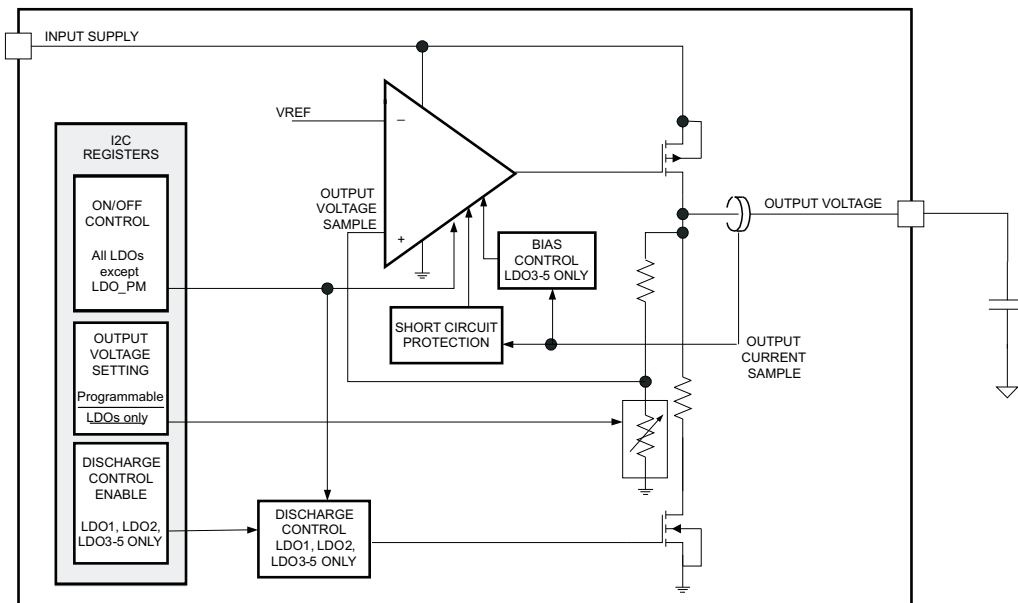 INPUT SUPPLY
VREF
−
+
OUTPUT
VOLTAGE
SAMPLE
I2C
REGISTERS
ON/OFF
CONTROL
All LDOs
except
LDO_PM
OUTPUT
VOLTAGE
SETTING
Programmable
LDOs only
DISCHARGE
CONTROL
ENABLE
LDO1, LDO2,
LDO3-5 ONLY
BIAS
CONTROL
LDO3-5 ONLY
SHORT CIRCUIT
PROTECTION
OUTPUT VOLTAGE
OUTPUT
CURRENT
SAMPLE
DISCHARGE
CONTROL
LDO1, LDO2,
LDO3-5 ONLY